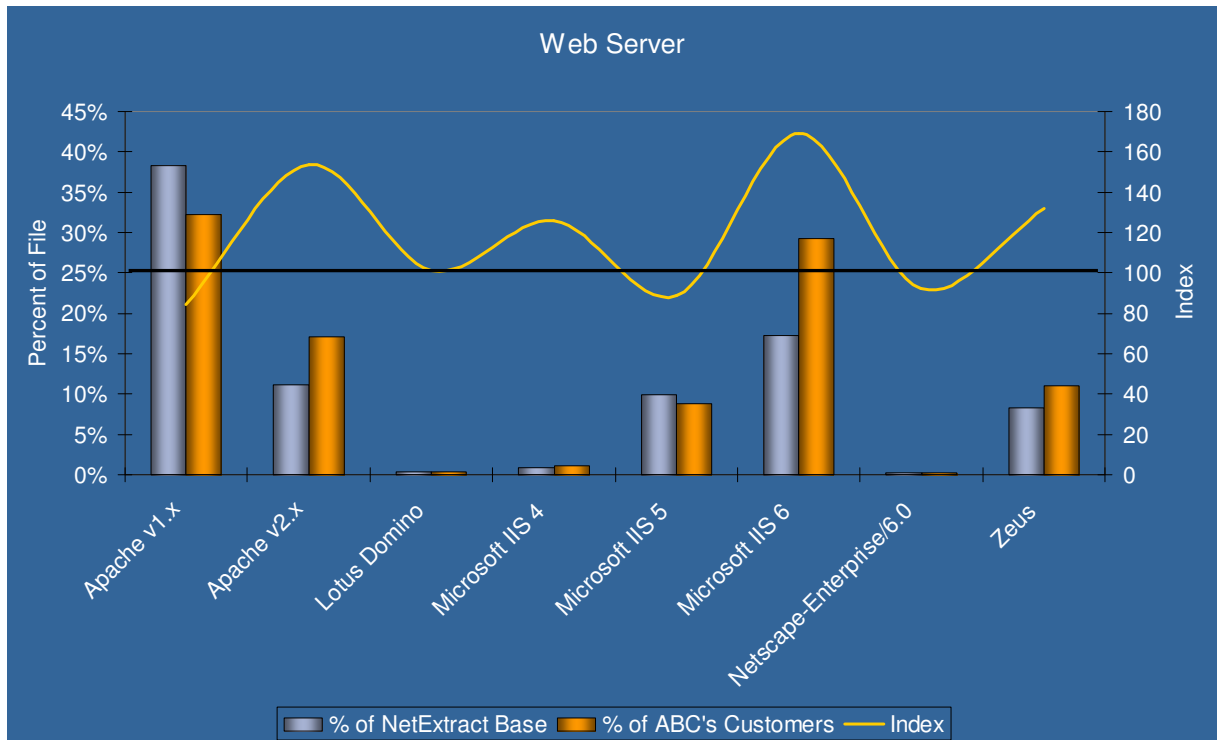 Web Server
Percent of File
45%
40%
35%
30%
25%
20%
15%
10%
5%
0%
180
160
140
120
100
80
60
40
20
0
Index
Apache v1.x
Apache v2.x
Lotus Domino
Microsoft IIS 4
Microsoft IIS 5
Microsoft IIS 6
Netscape-Enterprise/6.0
Zeus
% of NetExtract Base
% of ABC's Customers
Index